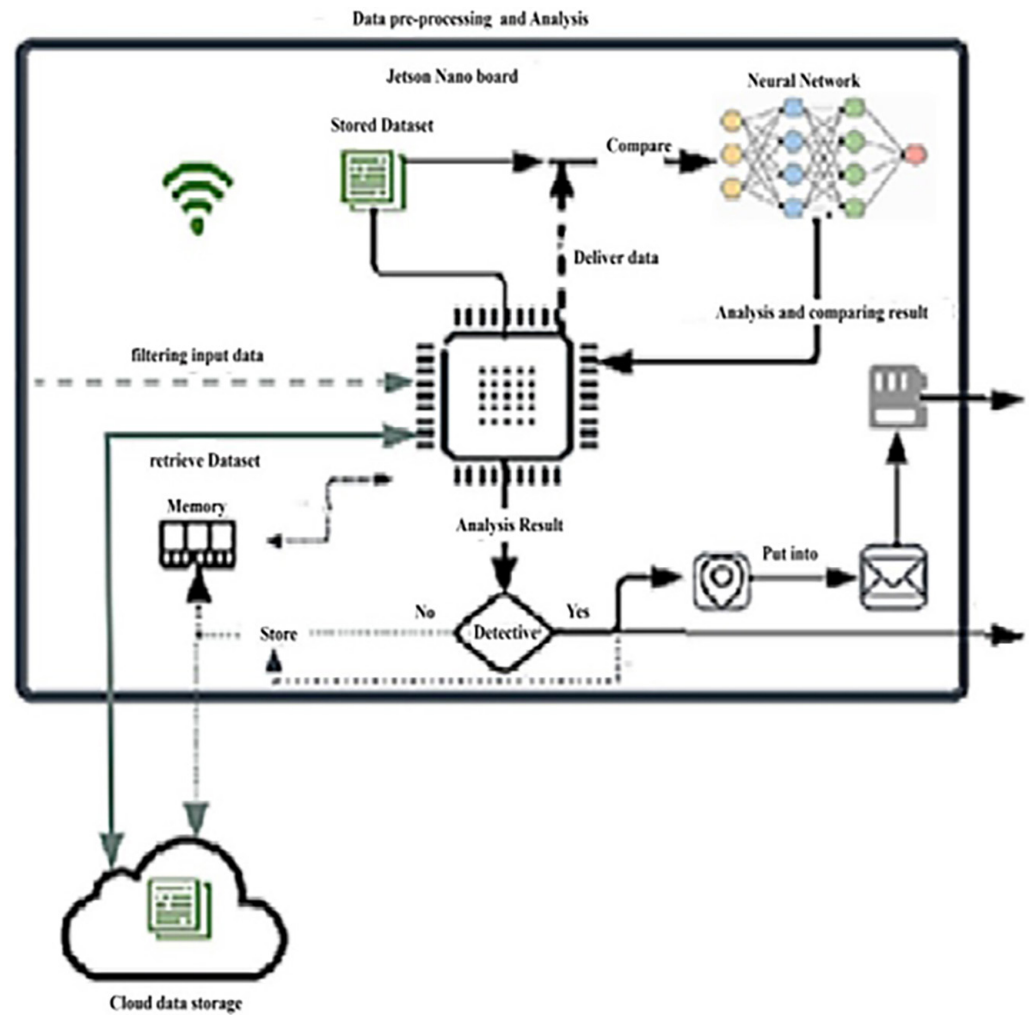 Data pre-processing and Analysis
Jetson Nano board
Neural Network
Stored Dataset
Compare
Deliver data
Analysis and comparing result
filtering input data
retrieve Dataset
Memory
Analysis Result
Put into
No
Yes
Store
Detective
Cloud data storage